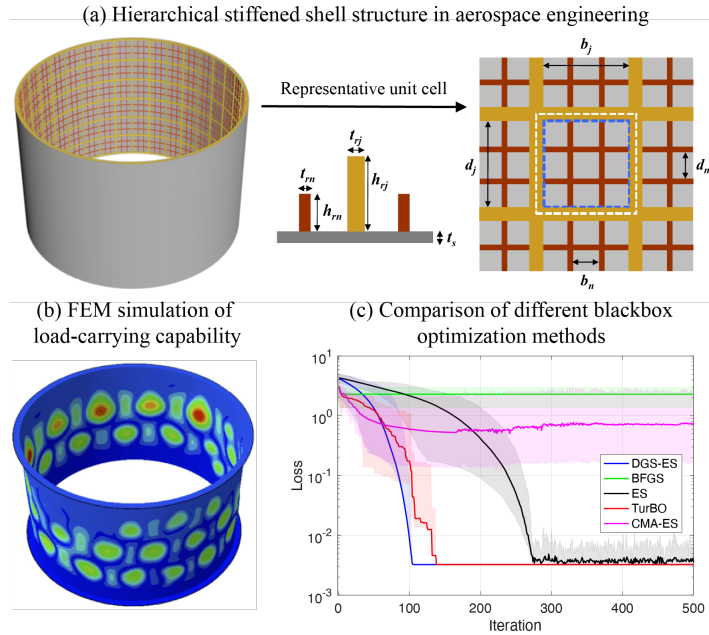 (a) Hierarchical stiffened shell structure in aerospace engineering
Representative unit cell
t_rj
t_rn
h_rj
h_rn
t_s
b_j
d_j
d_n
b_n
(b) FEM simulation of
load-carrying capability
(c) Comparison of different blackbox
optimization methods
10^1
10^0
10^-1
10^-2
10^-3
Loss
DGS-ES
BFGS
ES
TurBO
CMA-ES
0 100 200 300 400 500
Iteration